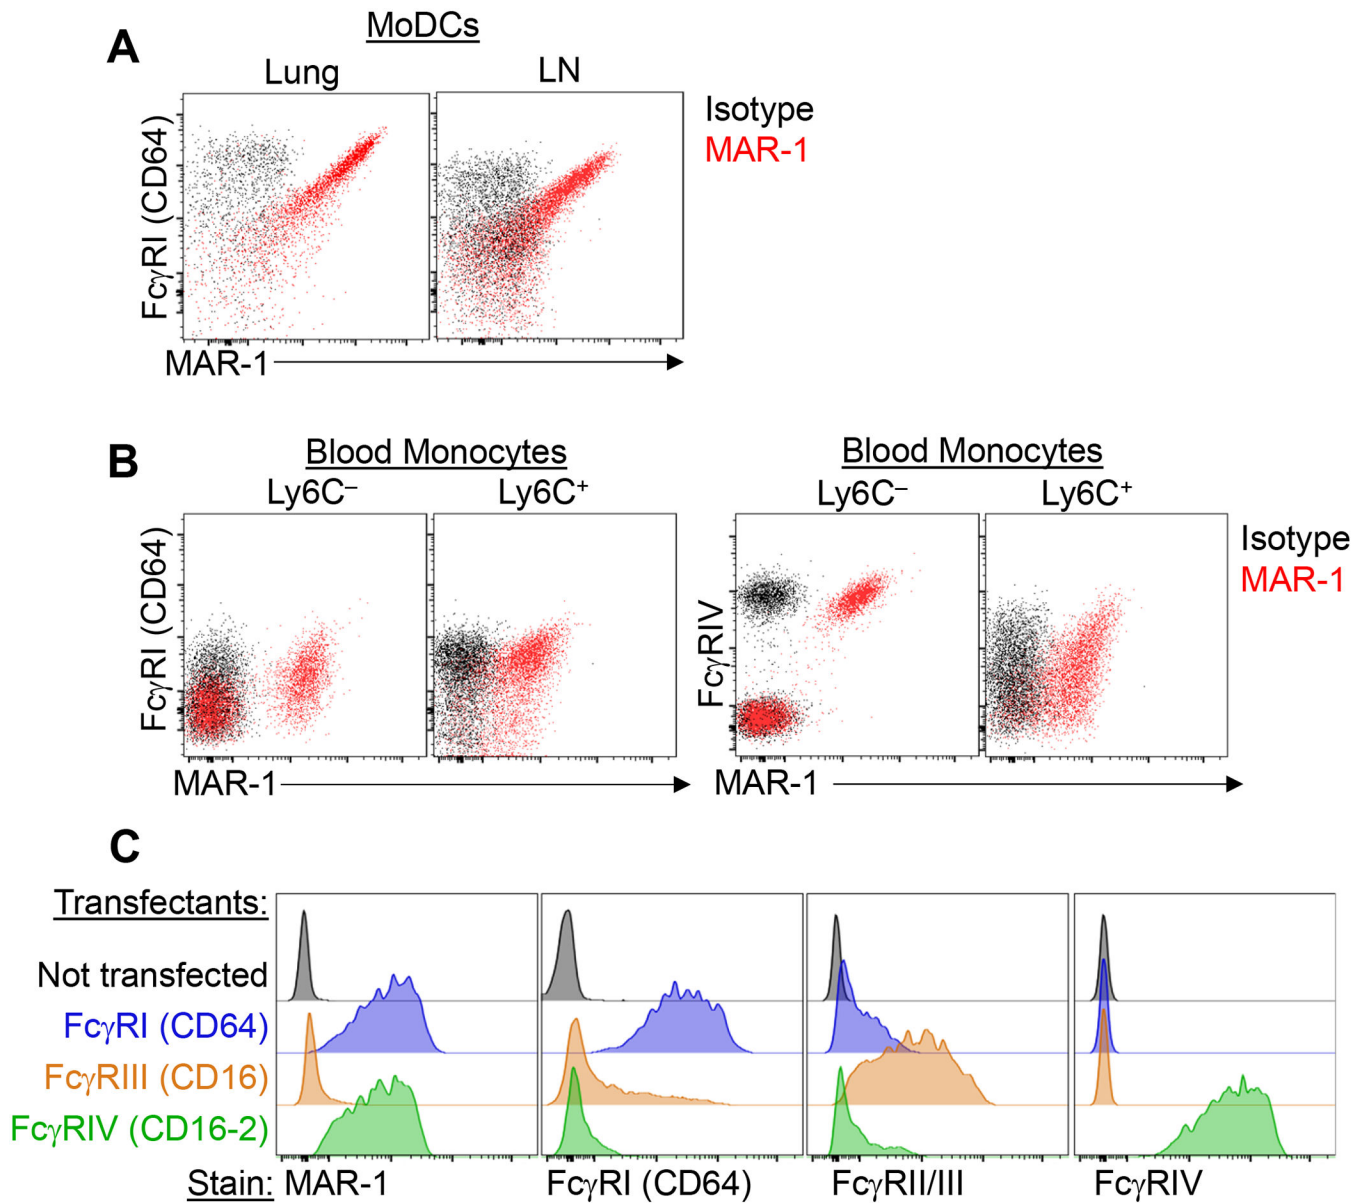 A
MoDCs
Lung
LN
Isotype
MAR-1
FcγRI (CD64)
MAR-1
B
Blood Monocytes
Blood Monocytes
Ly6C–
Ly6C+
Ly6C–
Ly6C+
FcγRI (CD64)
FcγRIV
Isotype
MAR-1
MAR-1
MAR-1
C
Transfectants:
Not transfected
FcγRI (CD64)
FcγRIII (CD16)
FcγRIV (CD16-2)
Stain: MAR-1
FcγRI (CD64)
FcγRII/III
FcγRIV